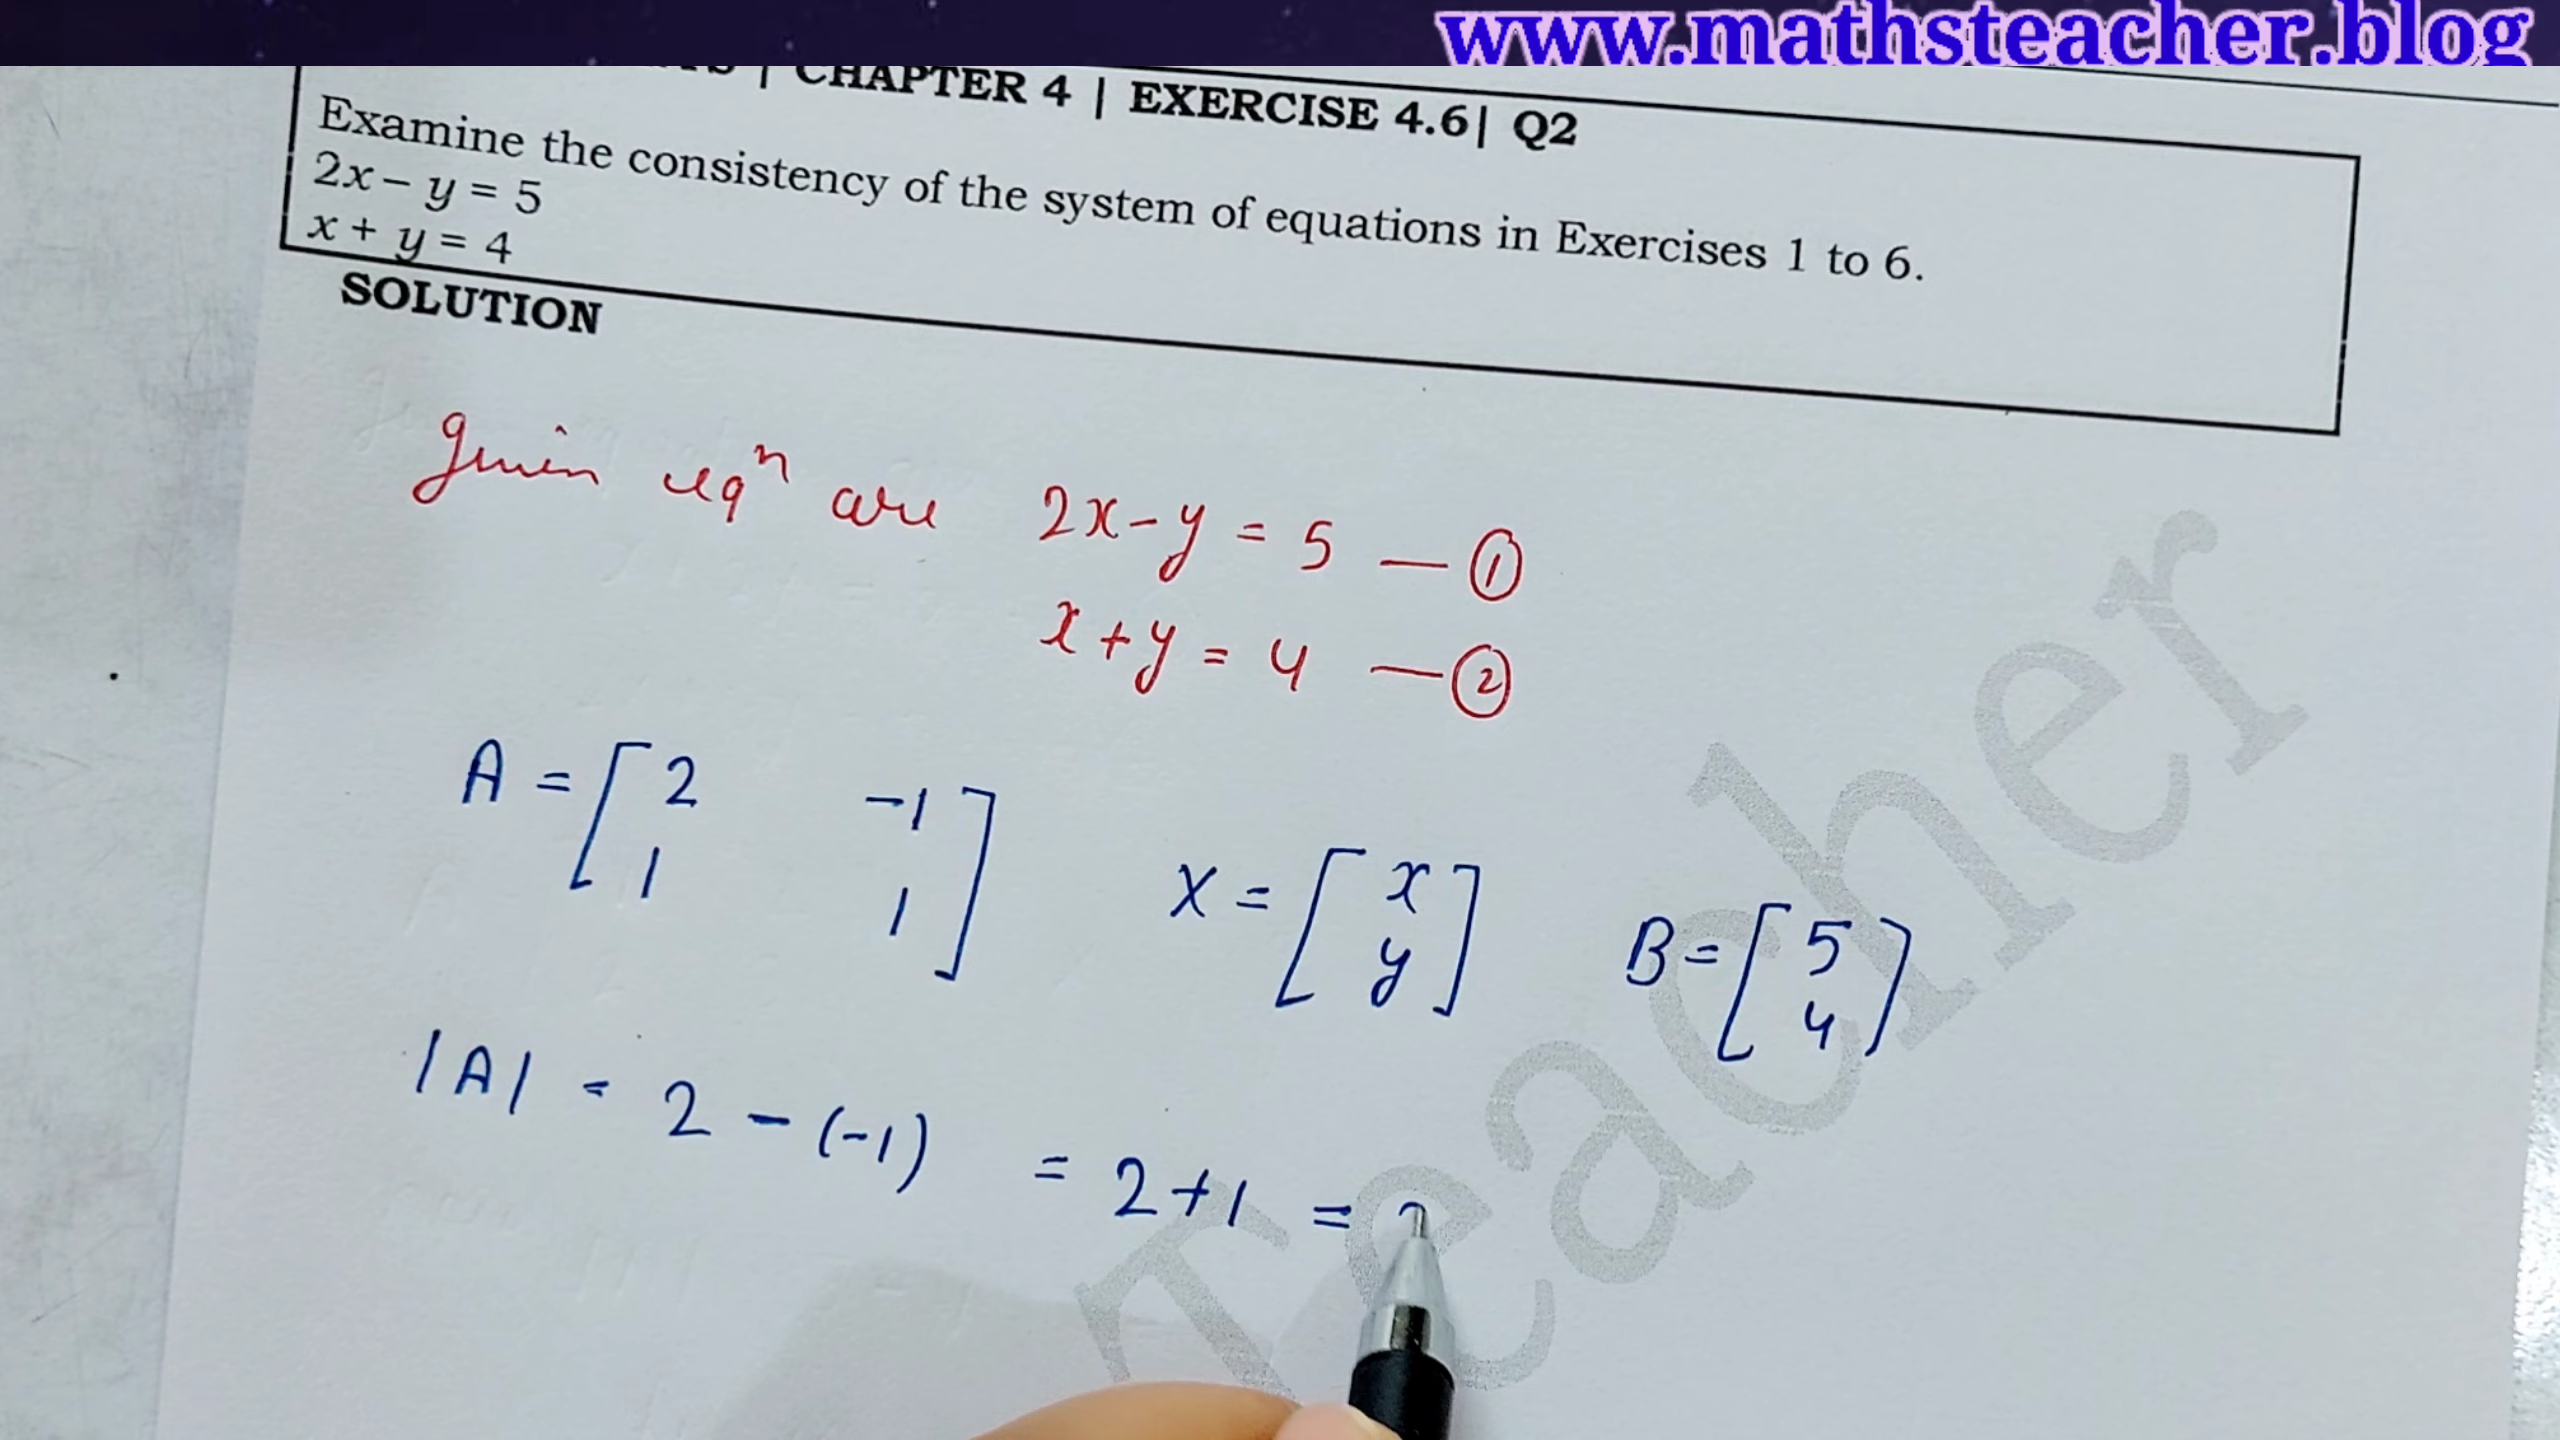 www.mathsteacher.blog
| CHAPTER 4 | EXERCISE 4.6| Q2
Examine the consistency of the system of equations in Exercises 1 to 6.
2x – y = 5
x + y = 4
SOLUTION
Given eqⁿ are 2x - y = 5 — ①
x + y = 4 — ②
A = [ 2 -1
1 1 ]
X = [ x
y ]
B = [ 5
4 ]
|A| = 2 - (-1) = 2+1 =
Teacher